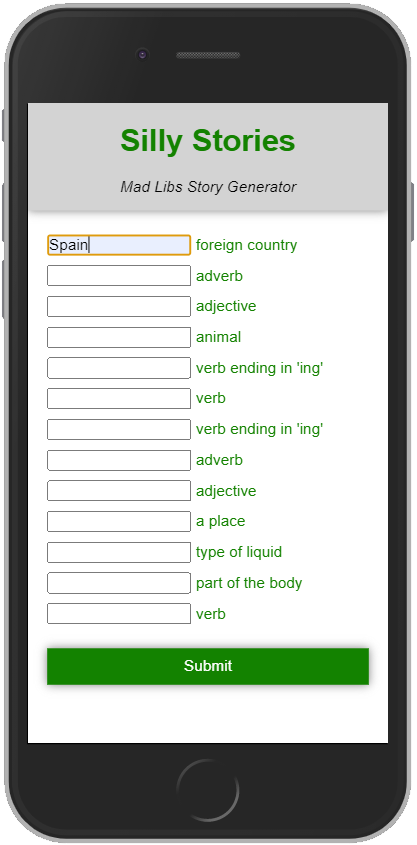 Silly Stories
Mad Libs Story Generator
Spain foreign country
adverb
adjective
animal
verb ending in 'ing'
verb
verb ending in 'ing'
adverb
adjective
a place
type of liquid
part of the body
verb
Submit